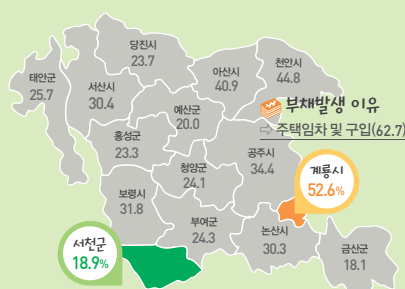 당진시
23.7
아산시
40.9
천안시
44.8
태안군
25.7
서산시
30.4
예산군
20.0
부채발생 이유
⇨ 주택임차 및 구입(62.7)
홍성군
23.3
공주시
34.4
청양군
24.1
계룡시
52.6%
보령시
31.8
부여군
24.3
논산시
30.3
금산군
18.1
서천군
18.9%